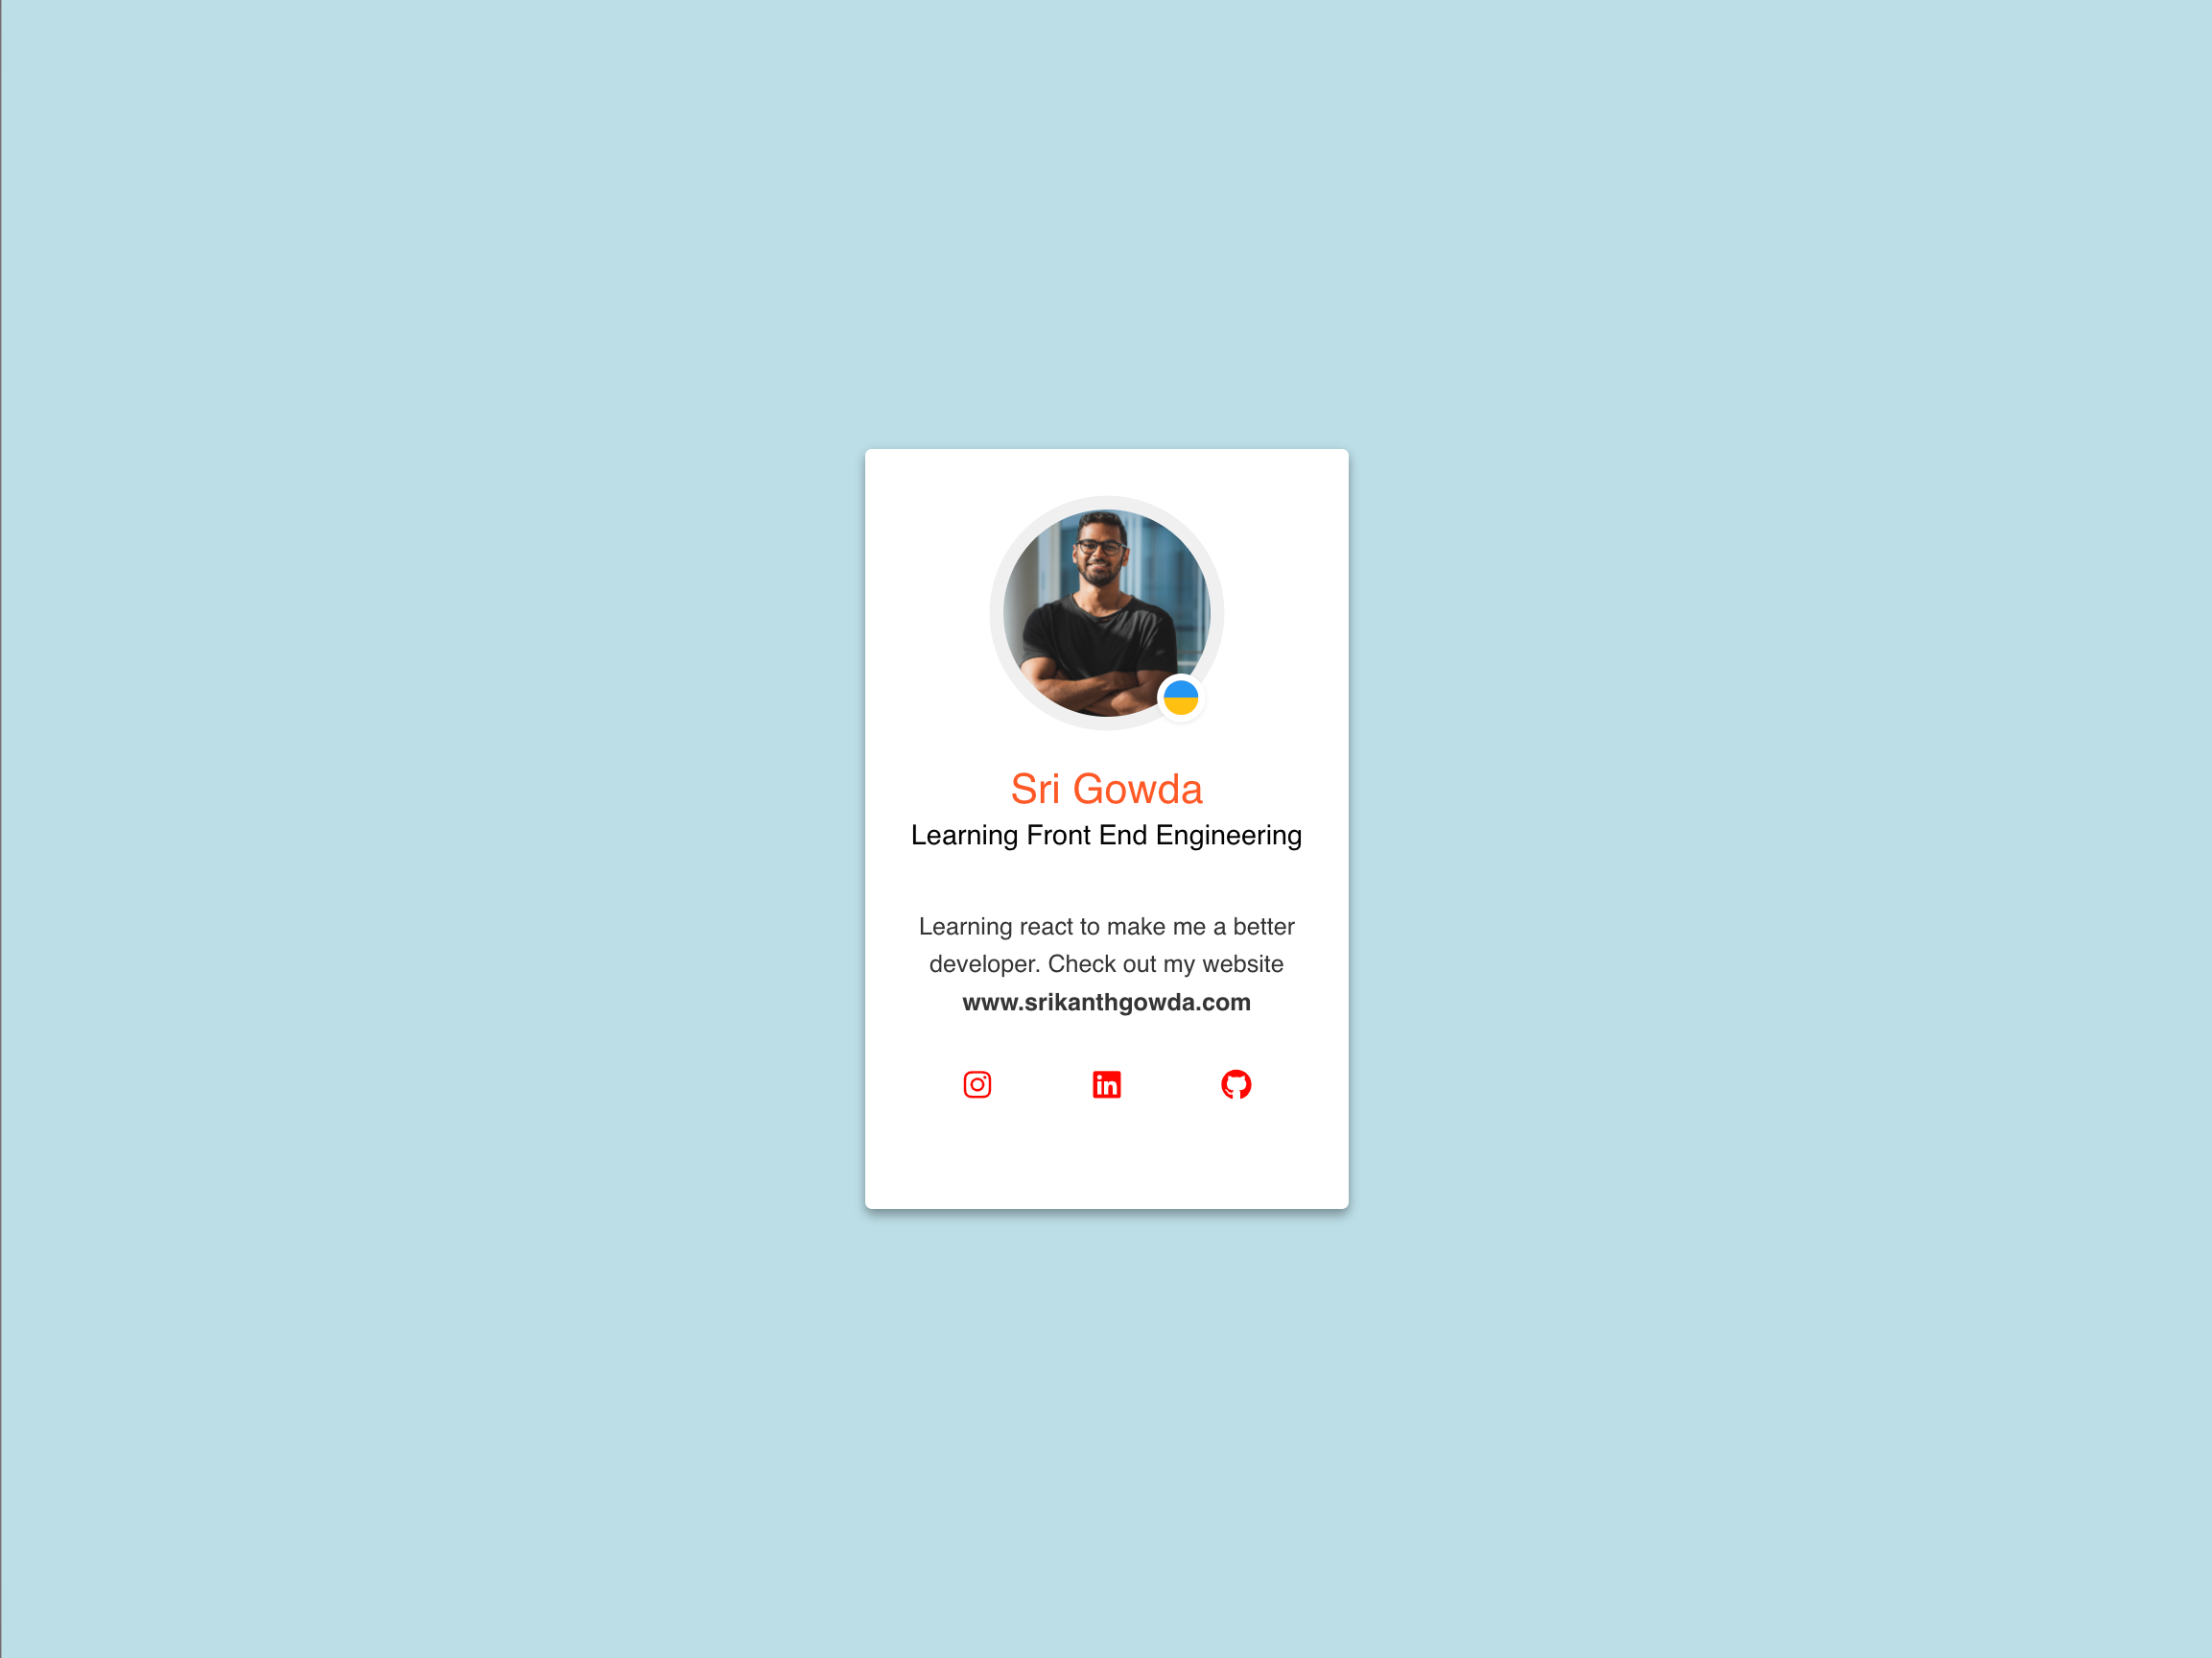 Sri Gowda
Learning Front End Engineering
Learning react to make me a better
developer. Check out my website
www.srikanthgowda.com
in